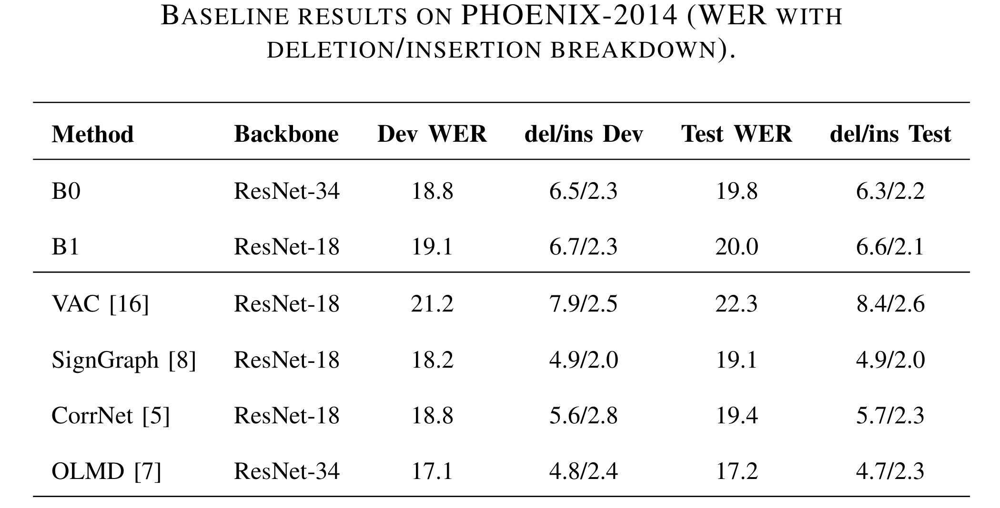 BASELINE RESULTS ON PHOENIX-2014 (WER WITH
DELETION/INSERTION BREAKDOWN).
Method Backbone Dev WER del/ins Dev Test WER del/ins Test
B0 ResNet-34 18.8 6.5/2.3 19.8 6.3/2.2
B1 ResNet-18 19.1 6.7/2.3 20.0 6.6/2.1
VAC [16] ResNet-18 21.2 7.9/2.5 22.3 8.4/2.6
SignGraph [8] ResNet-18 18.2 4.9/2.0 19.1 4.9/2.0
CorrNet [5] ResNet-18 18.8 5.6/2.8 19.4 5.7/2.3
OLMD [7] ResNet-34 17.1 4.8/2.4 17.2 4.7/2.3